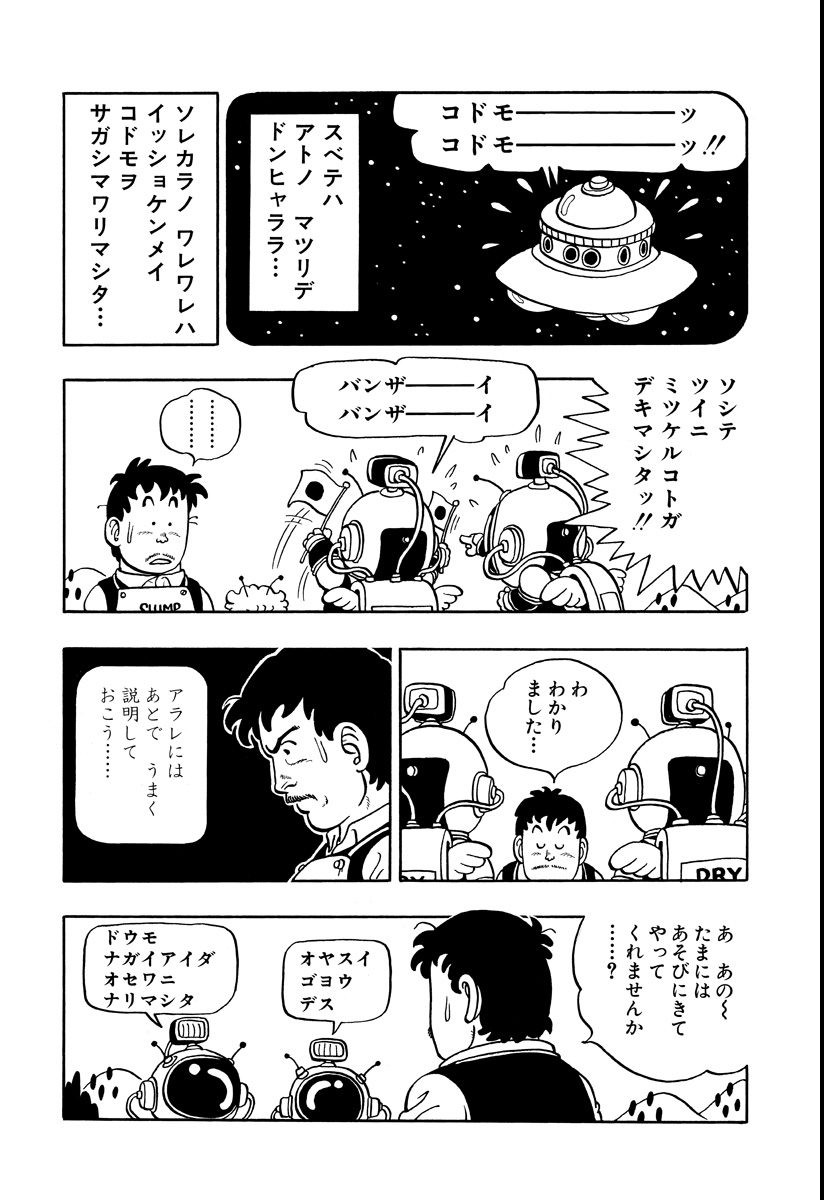 コドモ――――――ッ
コドモ――――――ッ!!
スベテハ
アトノ マツリデ
ドンヒャララ…
ソレカラノ ワレワレハ
イッショケンメイ
コドモヲ
サガシマワリマシタ…
ソシテ
ツイニ
ミツケルコトガ
デキマシタッ!!
バンザ―――イ
バンザ―――イ
………
………
SLUMP
わ
わかり
ました…
DRY
アラレには
あとで うまく
説明して
おこう……
あ あの〜
たまには
あそびにきて
やって
くれませんか
……?
オヤスイ
ゴヨウ
デス
ドウモ
ナガイアイダ
オセワニ
ナリマシタ